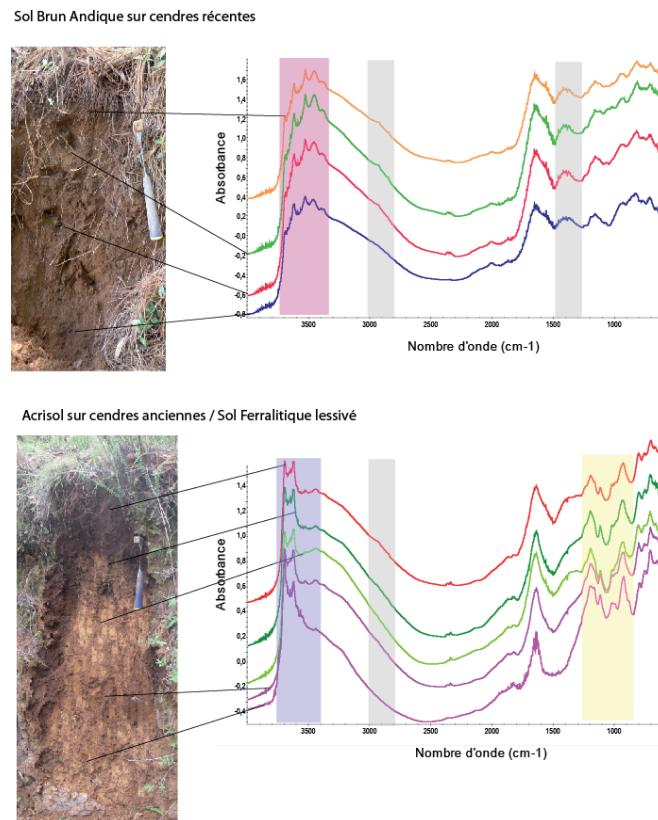 Sol Brun Andique sur cendres récentes
Absorbance
1,6
1,4
1,2
1,0
0,8
0,6
0,4
0,2
0,0
-0,2
-0,4
-0,6
-0,8
3500 3000 2500 2000 1500 1000
Nombre d'onde (cm-1)
Acrisol sur cendres anciennes / Sol Ferralitique lessivé
Absorbance
1,4
1,2
1,0
0,8
0,6
0,4
0,2
0,0
-0,2
-0,4
3500 3000 2500 2000 1500 1000
Nombre d'onde (cm-1)